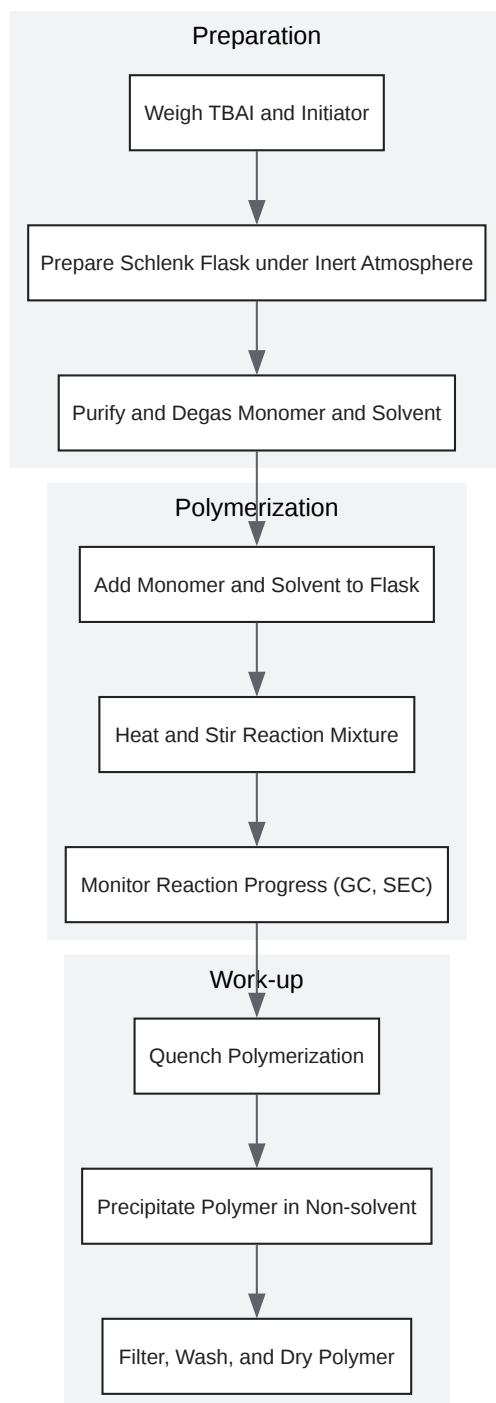 Preparation
Weigh TBAI and Initiator
Prepare Schlenk Flask under Inert Atmosphere
Purify and Degas Monomer and Solvent
Polymerization
Add Monomer and Solvent to Flask
Heat and Stir Reaction Mixture
Monitor Reaction Progress (GC, SEC)
Work-up
Quench Polymerization
Precipitate Polymer in Non-solvent
Filter, Wash, and Dry Polymer